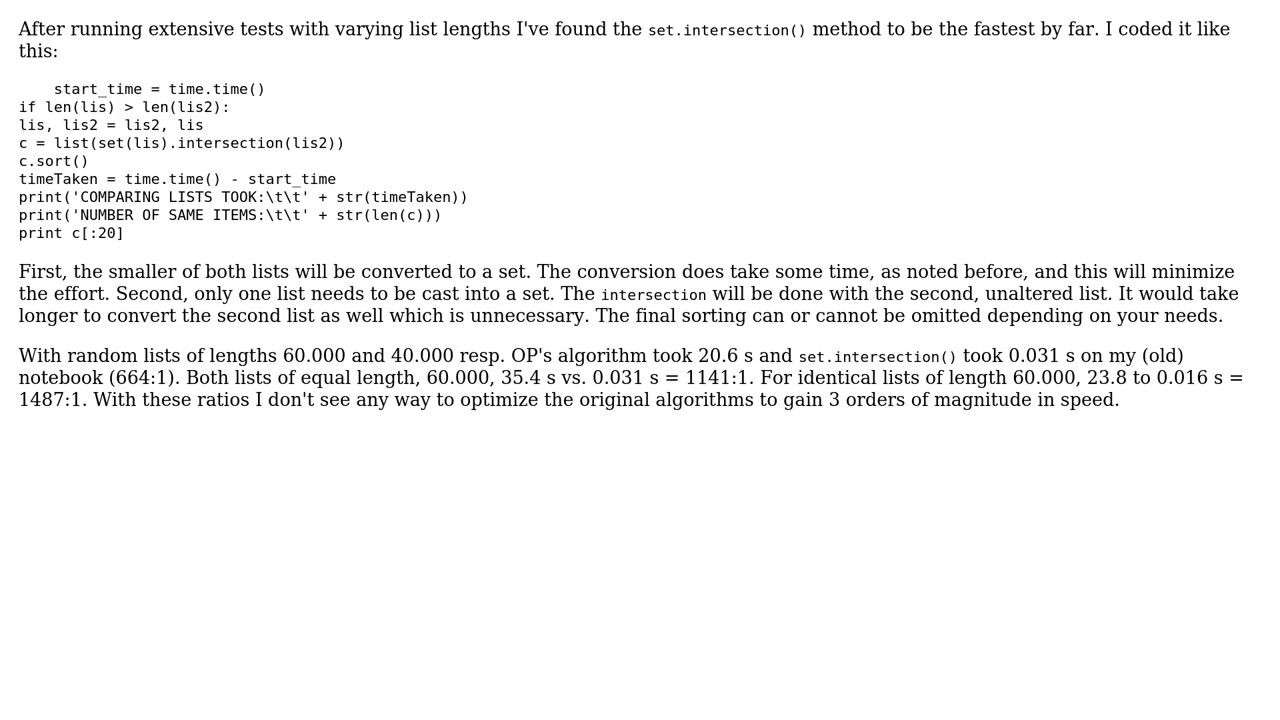 After running extensive tests with varying list lengths I've found the set.intersection() method to be the fastest by far. I coded it like
this:
    start_time = time.time()
if len(lis) > len(lis2):
lis, lis2 = lis2, lis
c = list(set(lis).intersection(lis2))
c.sort()
timeTaken = time.time() - start_time
print('COMPARING LISTS TOOK:\t\t' + str(timeTaken))
print('NUMBER OF SAME ITEMS:\t\t' + str(len(c)))
print c[:20]
First, the smaller of both lists will be converted to a set. The conversion does take some time, as noted before, and this will minimize
the effort. Second, only one list needs to be cast into a set. The intersection will be done with the second, unaltered list. It would take
longer to convert the second list as well which is unnecessary. The final sorting can or cannot be omitted depending on your needs.
With random lists of lengths 60.000 and 40.000 resp. OP's algorithm took 20.6 s and set.intersection() took 0.031 s on my (old)
notebook (664:1). Both lists of equal length, 60.000, 35.4 s vs. 0.031 s = 1141:1. For identical lists of length 60.000, 23.8 to 0.016 s =
1487:1. With these ratios I don't see any way to optimize the original algorithms to gain 3 orders of magnitude in speed.